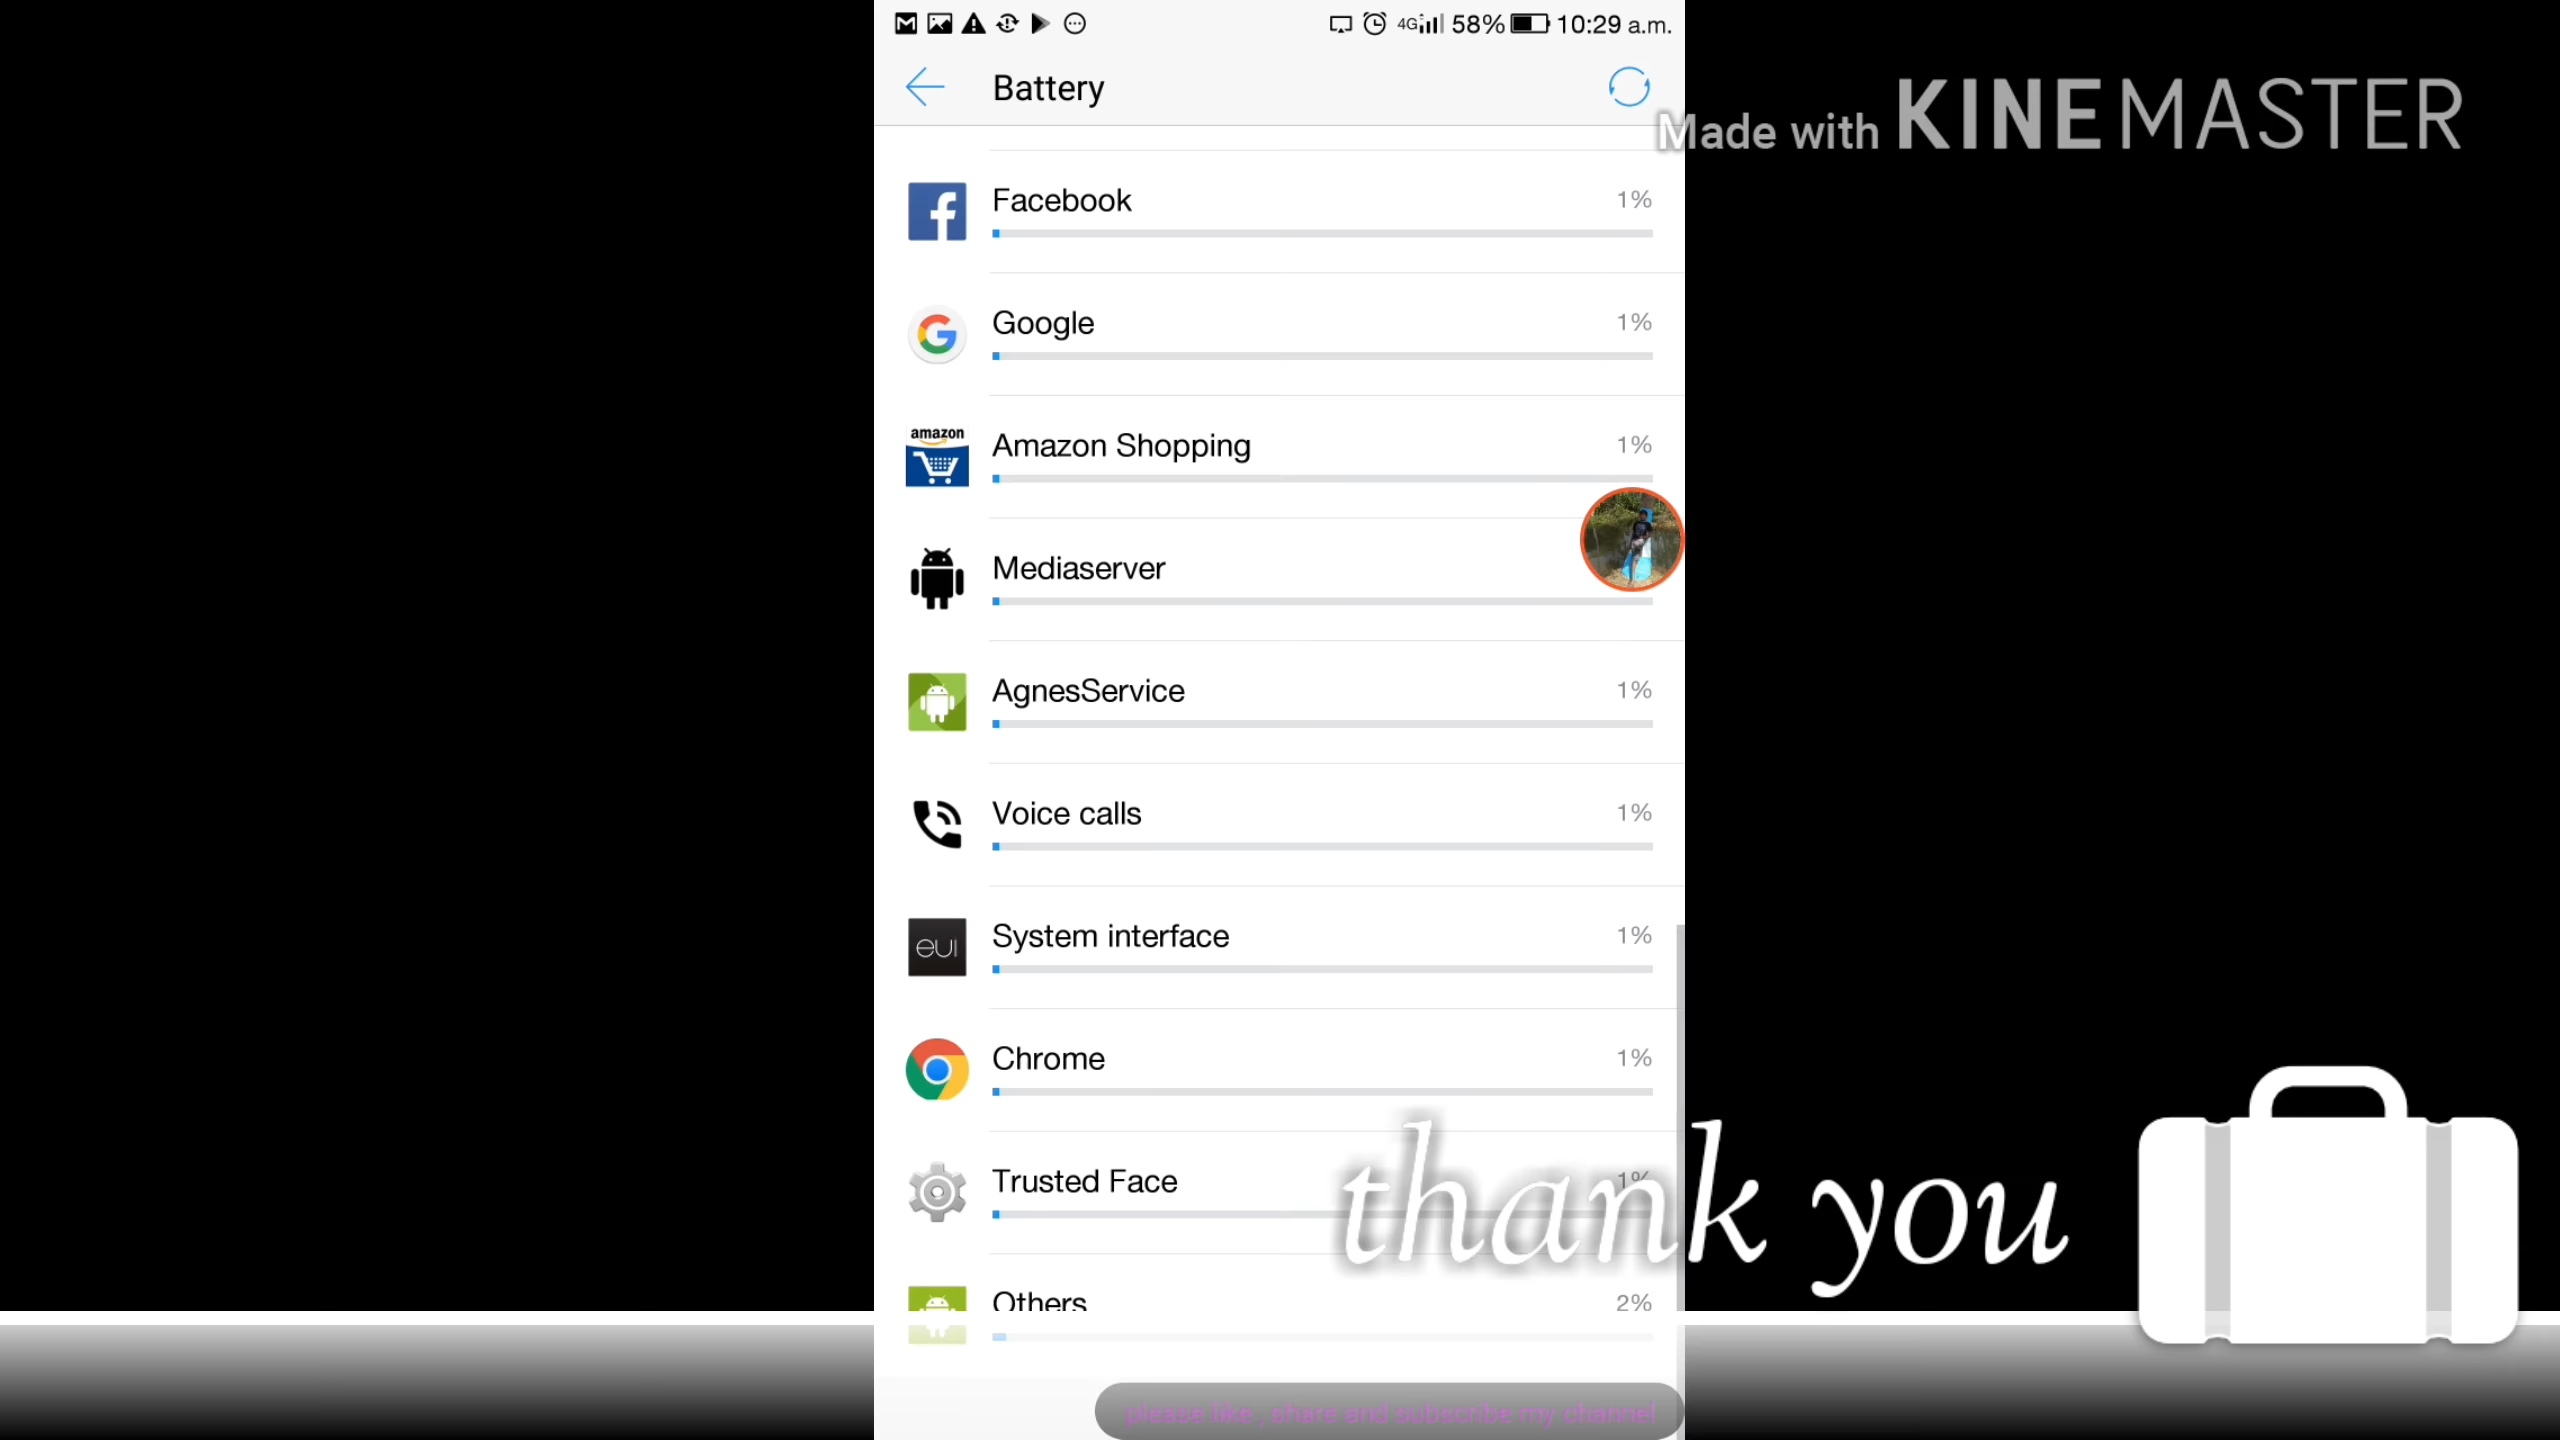 4G 58% 10:29 a.m.
Battery
Made with KINEMASTER
Facebook 1%
Google 1%
amazon
Amazon Shopping 1%
Mediaserver
AgnesService 1%
Voice calls 1%
eui
System interface 1%
Chrome 1%
Trusted Face 1%
thank you
Others 2%
please like , share and subscribe my channel